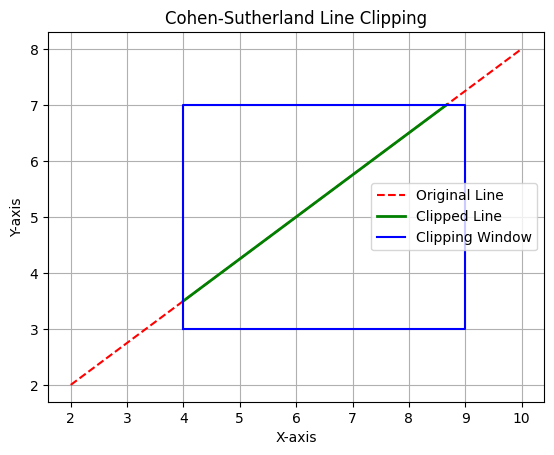 Cohen-Sutherland Line Clipping
8
7
6
5
4
3
2
Y-axis
Original Line
Clipped Line
Clipping Window
2 3 4 5 6 7 8 9 10
X-axis